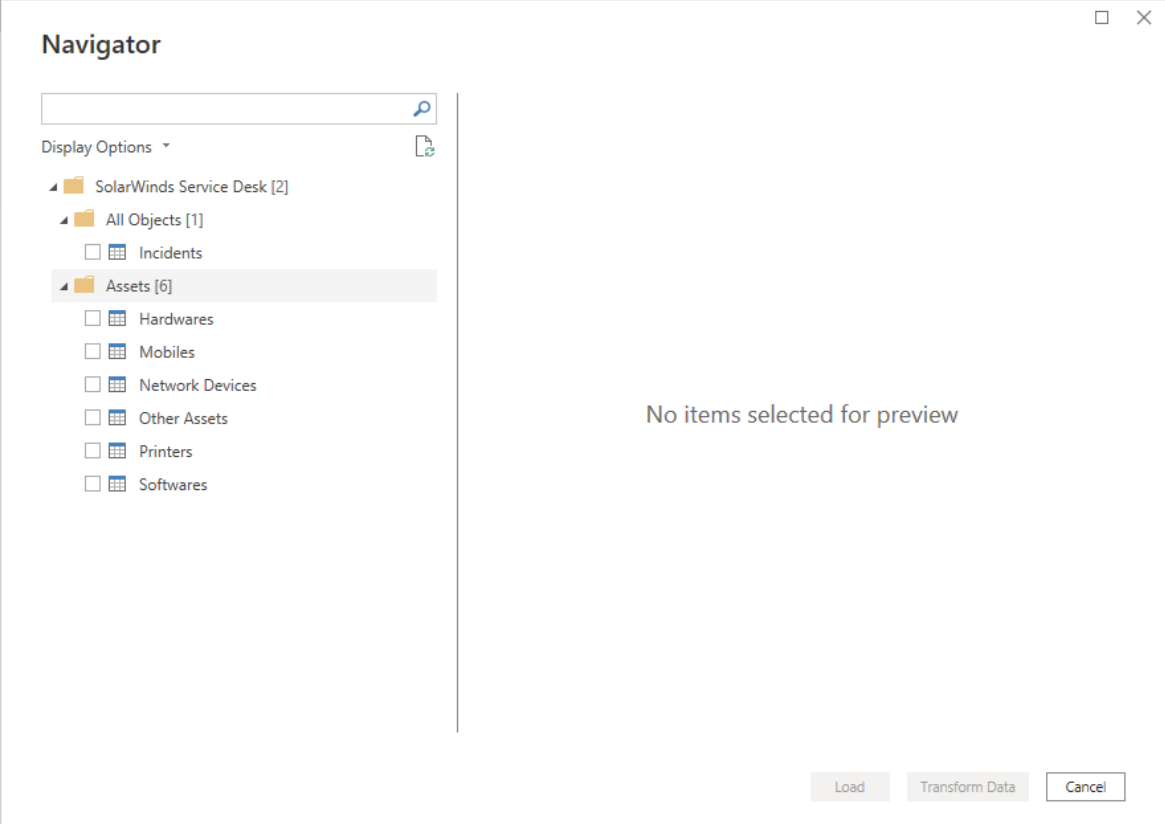 Navigator
Display Options
SolarWinds Service Desk [2]
All Objects [1]
Incidents
Assets [6]
Hardwares
Mobiles
Network Devices
Other Assets
Printers
Softwares
No items selected for preview
Load
Transform Data
Cancel